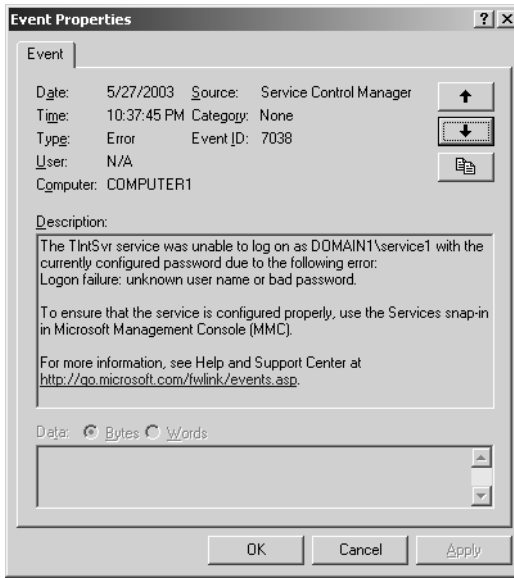 Event Properties
Event
Date: 5/27/2003 Source: Service Control Manager
Time: 10:37:45 PM Category: None
Type: Error Event ID: 7038
User: N/A
Computer: COMPUTER1
Description:
The TlntSvr service was unable to log on as DOMAIN1\service1 with the
currently configured password due to the following error:
Logon failure: unknown user name or bad password.
To ensure that the service is configured properly, use the Services snap-in
in Microsoft Management Console (MMC).
For more information, see Help and Support Center at
http://go.microsoft.com/fwlink/events.asp.
Data: Bytes Words
OK Cancel Apply